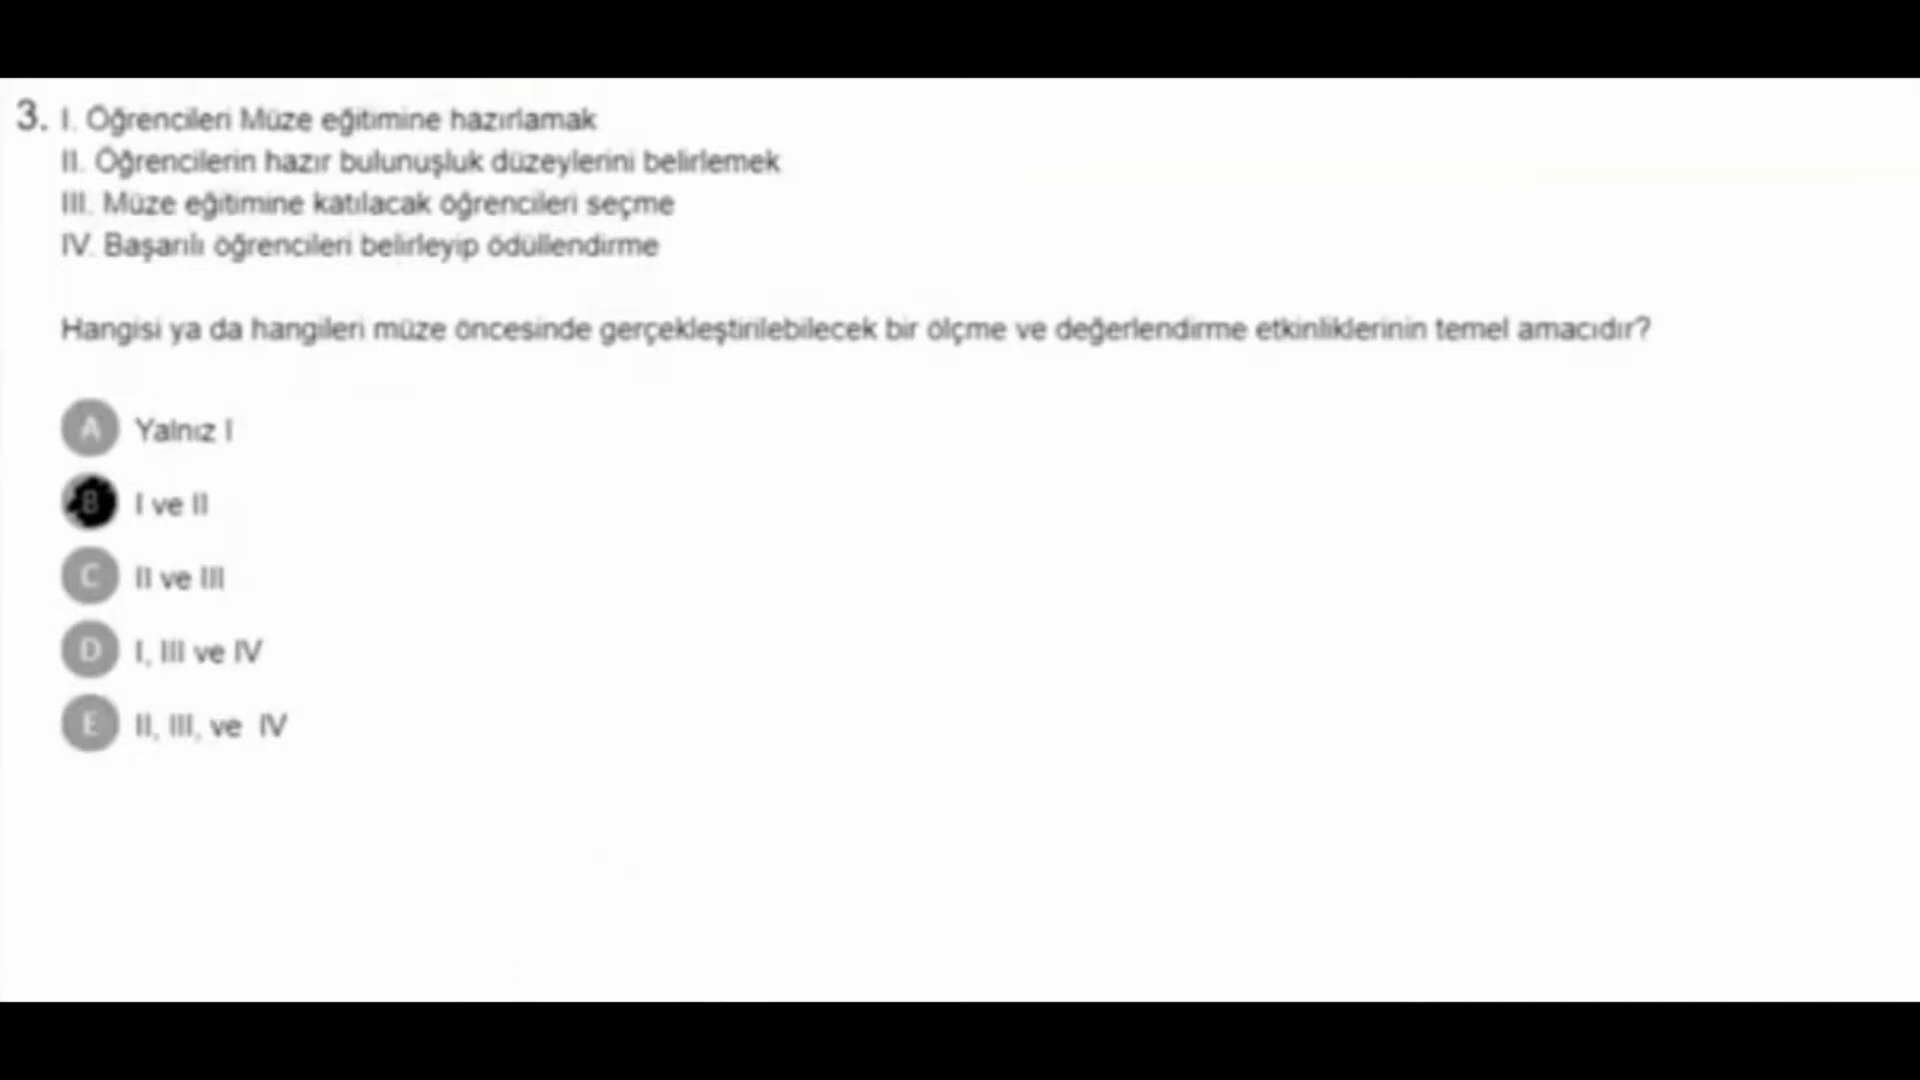 3. I. Öğrencileri Müze eğitimine hazırlamak
II. Öğrencilerin hazır bulunuşluk düzeylerini belirlemek
III. Müze eğitimine katılacak öğrencileri seçme
IV. Başarılı öğrencileri belirleyip ödüllendirme
Hangisi ya da hangileri müze öncesinde gerçekleştirilebilecek bir ölçme ve değerlendirme etkinliklerinin temel amacıdır?
A Yalnız I
B I ve II
C II ve III
D I, III ve IV
E II, III, ve IV